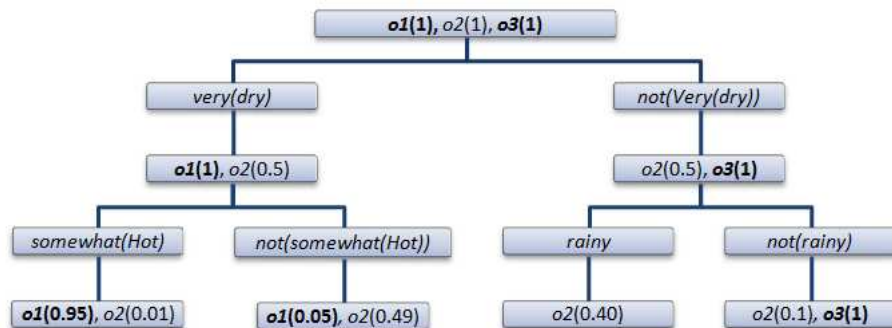 o1(1), o2(1), o3(1)
very(dry) not(Very(dry))
o1(1), o2(0.5) o2(0.5), o3(1)
somewhat(Hot) not(somewhat(Hot)) rainy not(rainy)
o1(0.95), o2(0.01) o1(0.05), o2(0.49) o2(0.40) o2(0.1), o3(1)